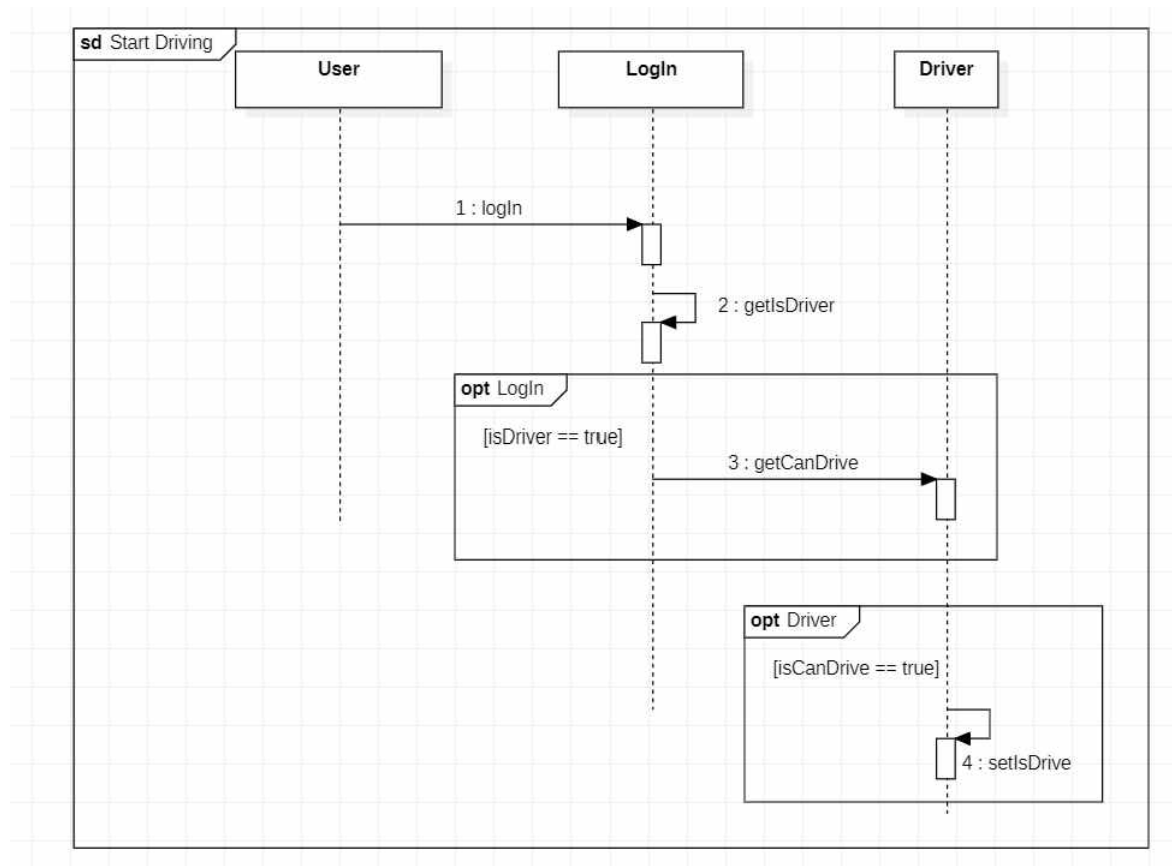 sd Start Driving
User
LogIn
Driver
1 : logIn
2 : getIsDriver
opt LogIn
[isDriver == true]
3 : getCanDrive
opt Driver
[isCanDrive == true]
4 : setIsDrive